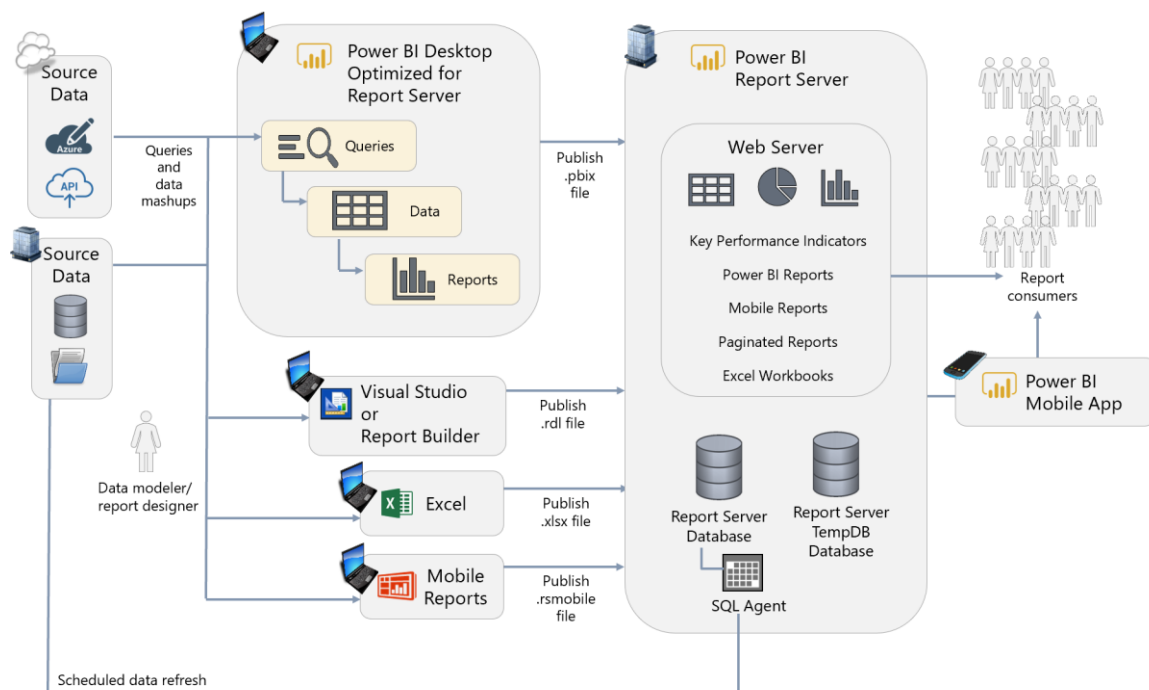 Source
Data
Azure
API
Source
Data
Queries
and
data
mashups
Power BI Desktop
Optimized for
Report Server
Queries
Data
Reports
Publish
.pbix
file
Visual Studio
or
Report Builder
Publish
.rdl file
Data modeler/
report designer
Excel
Publish
.xlsx file
Mobile
Reports
Publish
.rsmobile
file
Power BI
Report Server
Web Server
Key Performance Indicators
Power BI Reports
Mobile Reports
Paginated Reports
Excel Workbooks
Report Server
Database
Report Server
TempDB
Database
SQL Agent
Report
consumers
Power BI
Mobile App
Scheduled data refresh